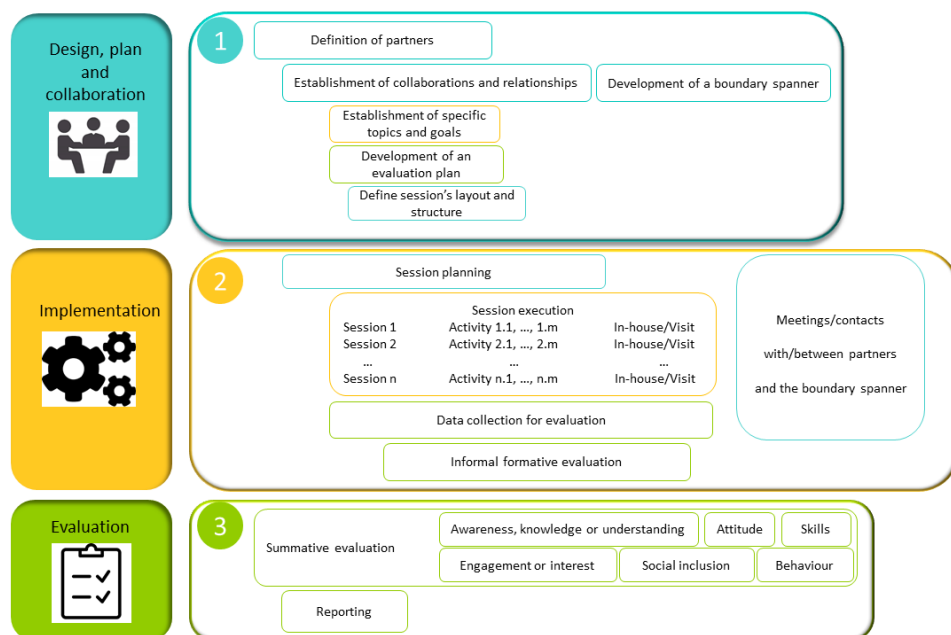 Design, plan
and
collaboration
1
Definition of partners
Establishment of collaborations and relationships
Development of a boundary spanner
Establishment of specific
topics and goals
Development of an
evaluation plan
Define session's layout and
structure
Implementation
2
Session planning
Session execution
Session 1 Activity 1.1, ..., 1.m In-house/Visit
Session 2 Activity 2.1, ..., 2.m In-house/Visit
... ... ...
Session n Activity n.1, ..., n.m In-house/Visit
Data collection for evaluation
Informal formative evaluation
Meetings/contacts
with/between partners
and the boundary spanner
Evaluation
3
Summative evaluation
Awareness, knowledge or understanding
Attitude
Skills
Engagement or interest
Social inclusion
Behaviour
Reporting